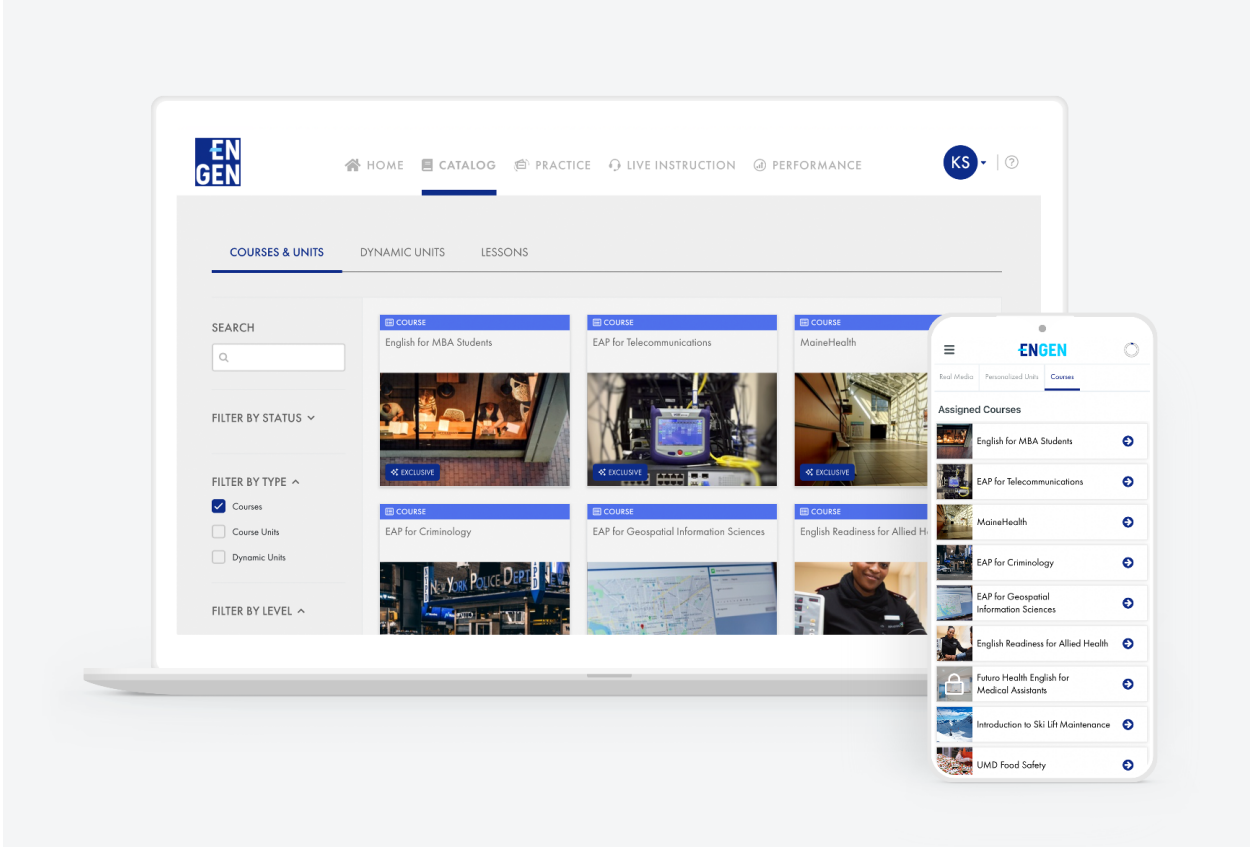 EN
GEN
HOME
CATALOG
PRACTICE
LIVE INSTRUCTION
PERFORMANCE
KS
?
COURSES & UNITS
DYNAMIC UNITS
LESSONS
SEARCH
FILTER BY STATUS
FILTER BY TYPE
Courses
Course Units
Dynamic Units
FILTER BY LEVEL
COURSE
English for MBA Students
EXCLUSIVE
COURSE
EAP for Telecommunications
EXCLUSIVE
COURSE
MaineHealth
EXCLUSIVE
COURSE
EAP for Criminology
NEW YORK POLICE DEPT
COURSE
EAP for Geospatial Information Sciences
COURSE
English Readiness for Allied H
ENGEN
Real Media
Personalized Units
Courses
Assigned Courses
English for MBA Students
EAP for Telecommunications
MaineHealth
EAP for Criminology
EAP for Geospatial
Information Sciences
English Readiness for Allied Health
Futuro Health English for
Medical Assistants
Introduction to Ski Lift Maintenance
UMD Food Safety